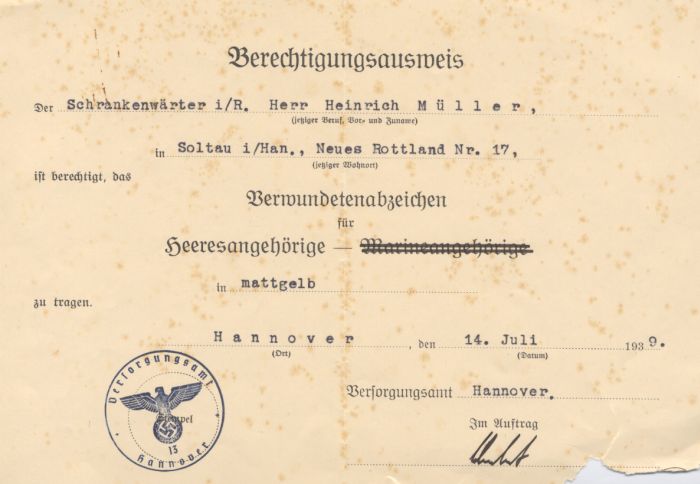 Berechtigungsausweis
Der Schrankenwärter i/R. Herr Heinrich Müller,
(jetziger Beruf, Vor- und Zuname)
in Soltau i/Han., Neues Rottland Nr. 17,
(jetziger Wohnort)
ist berechtigt, das
Verwundetenabzeichen
für
Heeresangehörige — Marineangehörige
in mattgelb
zu tragen.
Hannover, den 14. Juli 1939.
(Ort) (Datum)
Versorgungsamt Hannover.
Im Auftrag
Versorgungsamt
Stempel
13
Hannover